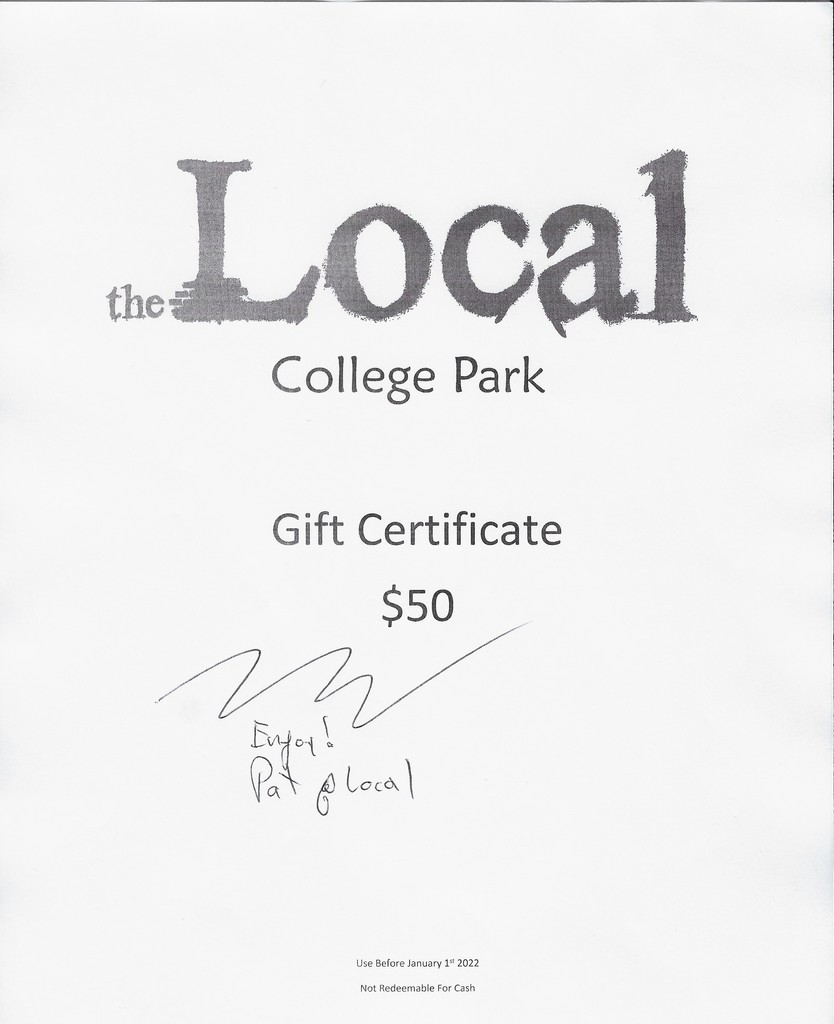 the Local
College Park
Gift Certificate
$50
Enjoy!
Pat @ Local
Use Before January 1st 2022
Not Redeemable For Cash